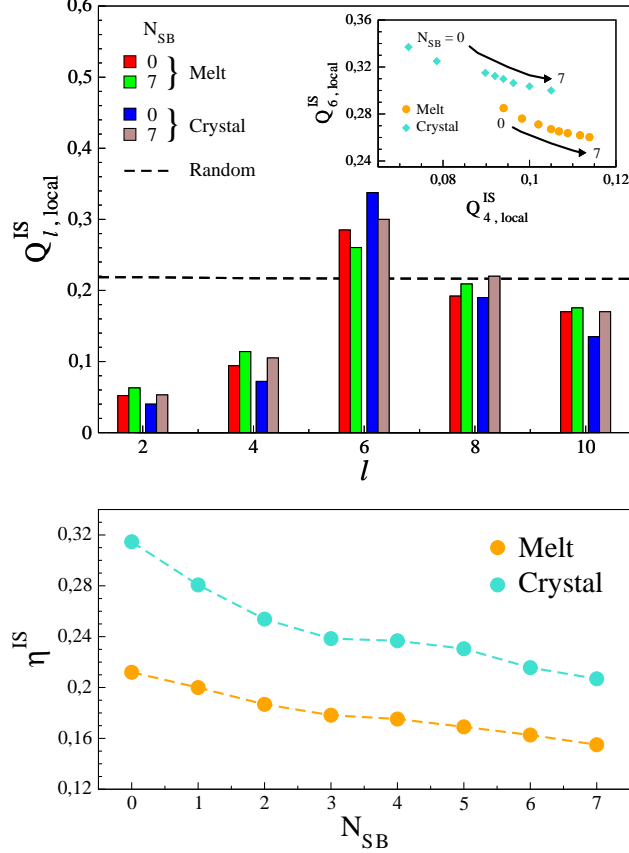 0,6
0,5
0,4
0,3
0,2
0,1
0
Q^IS_l, local
N_SB
0
7 } Melt
0
7 } Crystal
Random
2 4 6 8 10
l
0,36
0,32
0,28
0,24
Q^IS_6, local
N_SB = 0
7
Melt
Crystal
0
7
0,08 0,1 0,12
Q^IS_4, local
0,32
0,28
0,24
0,2
0,16
0,12
η^IS
Melt
Crystal
0 1 2 3 4 5 6 7
N_SB